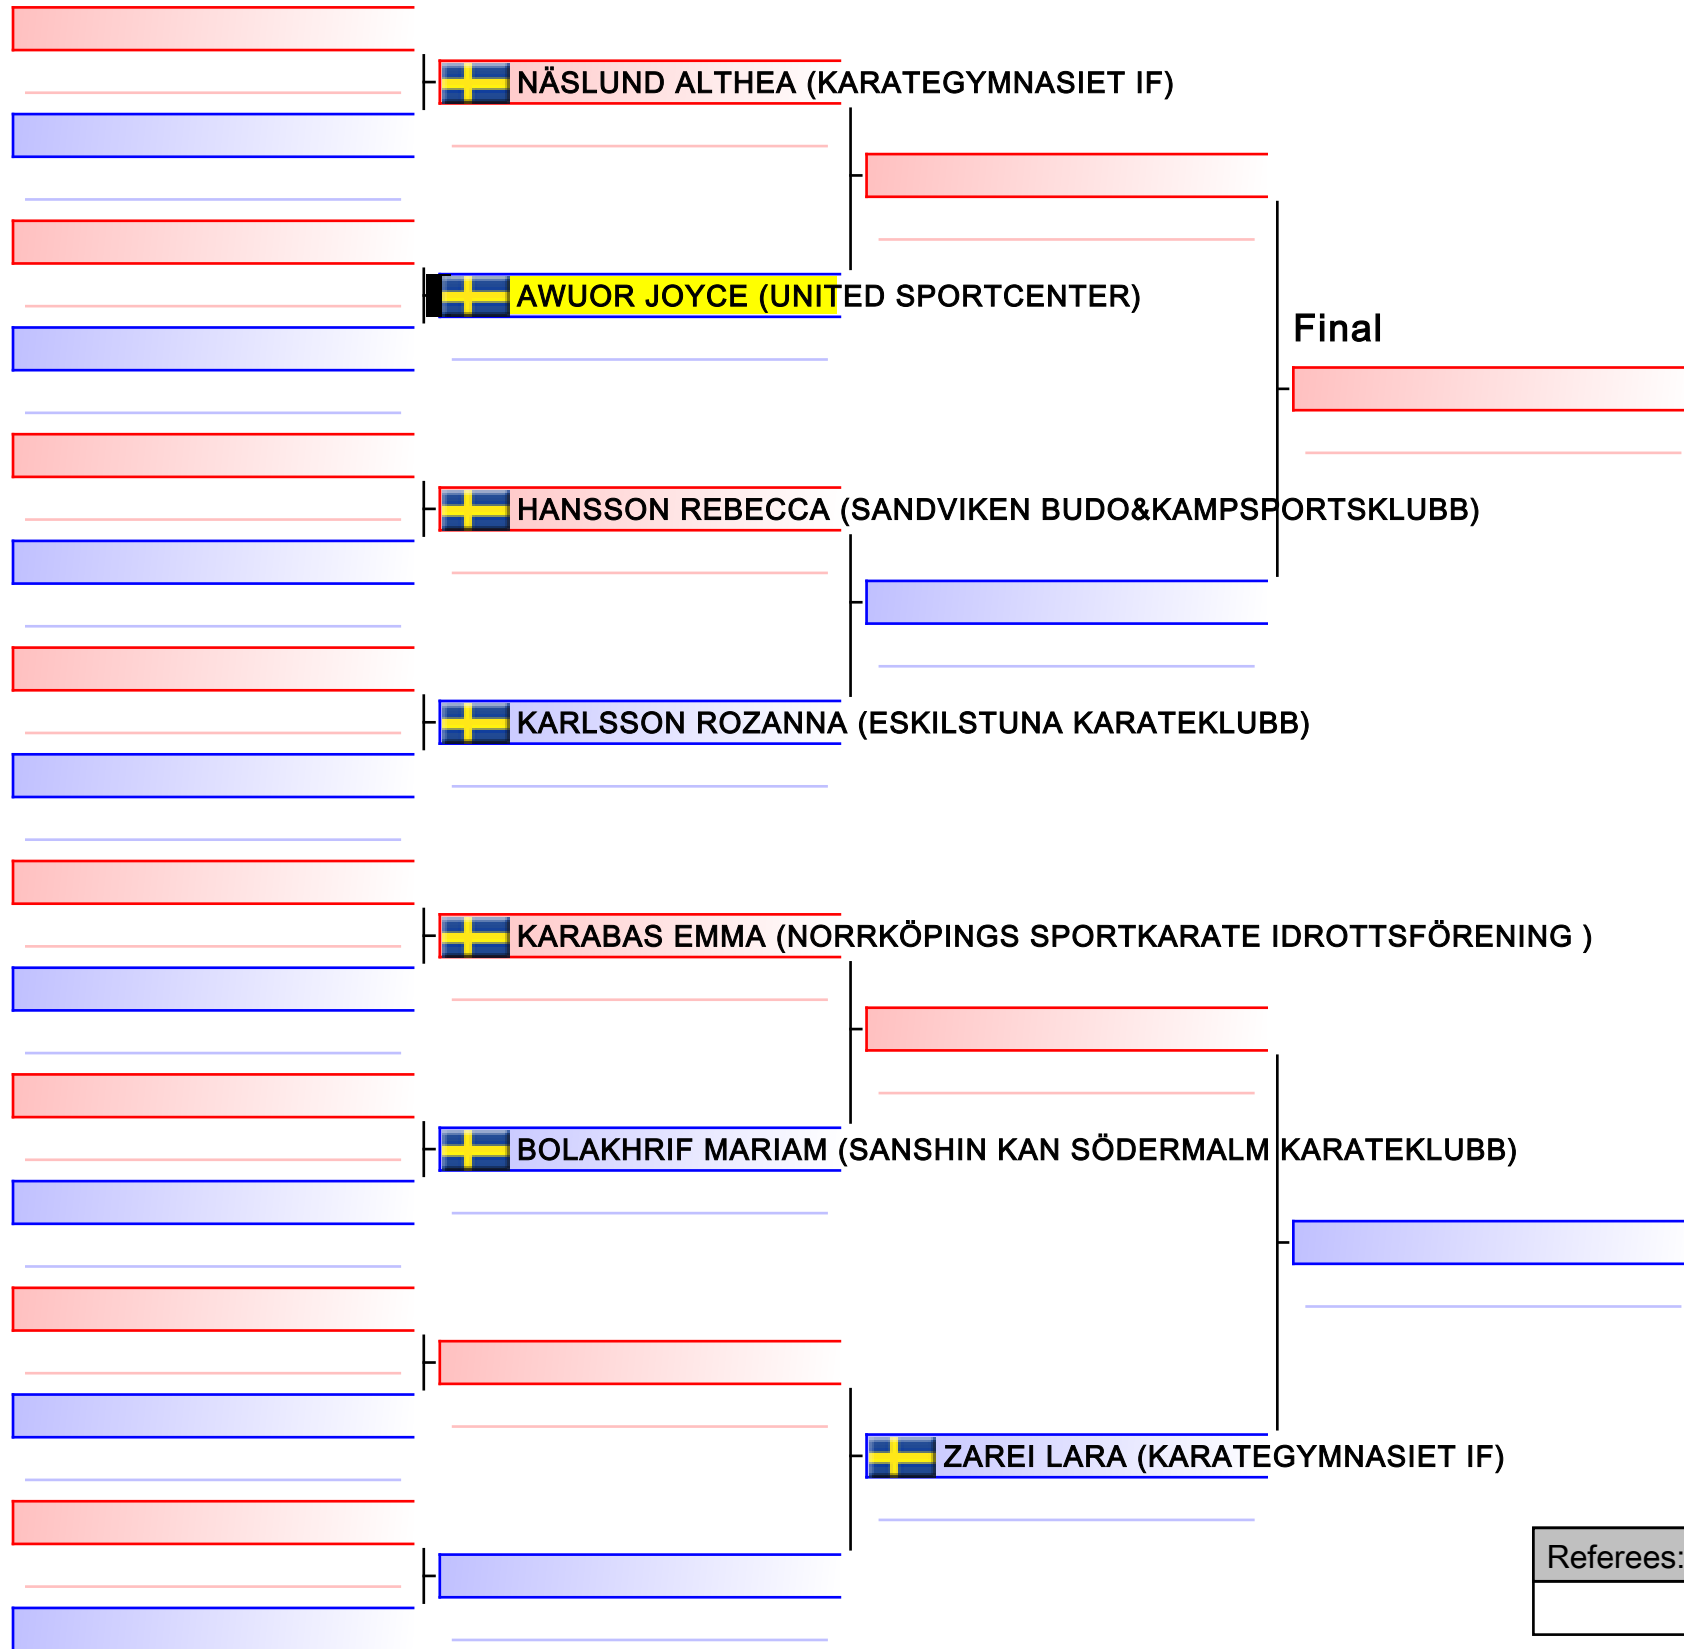 NÄSLUND ALTHEA (KARATEGYMNASIET IF)
AWUOR JOYCE (UNITED SPORTCENTER)
Final
HANSSON REBECCA (SANDVIKEN BUDO&KAMPSPORTSKLUBB)
KARLSSON ROZANNA (ESKILSTUNA KARATEKLUBB)
KARABAS EMMA (NORRKÖPINGS SPORTKARATE IDROTTSFÖRENING )
BOLAKHRIF MARIAM (SANSHIN KAN SÖDERMALM KARATEKLUBB)
ZAREI LARA (KARATEGYMNASIET IF)
Referees: